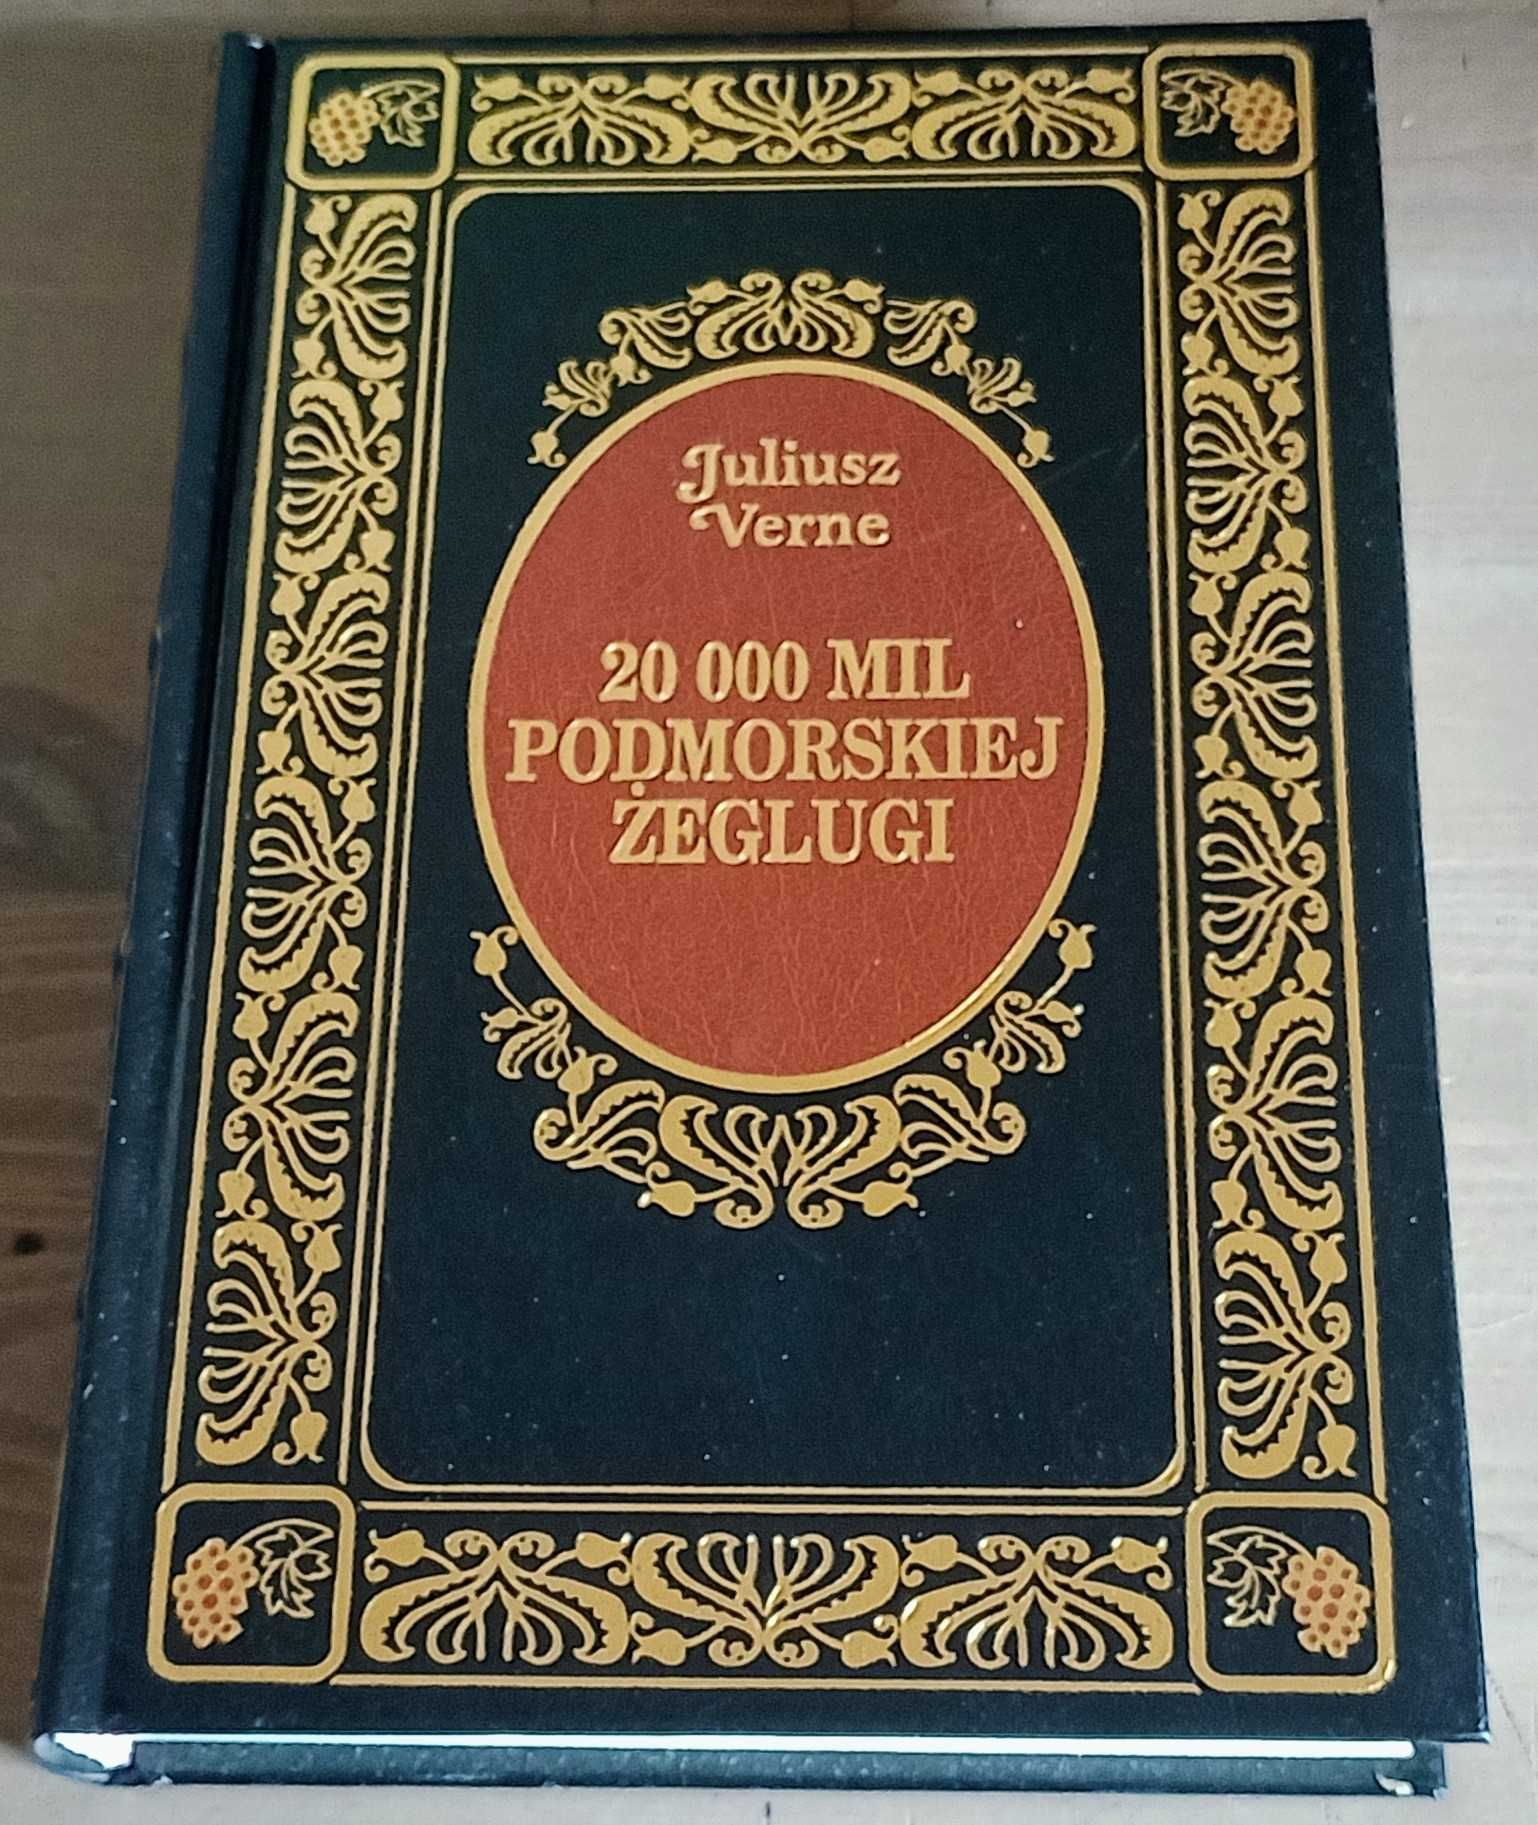 Juliusz
Verne
20 000 MIL
PODMORSKIEJ
ŻEGLUGI